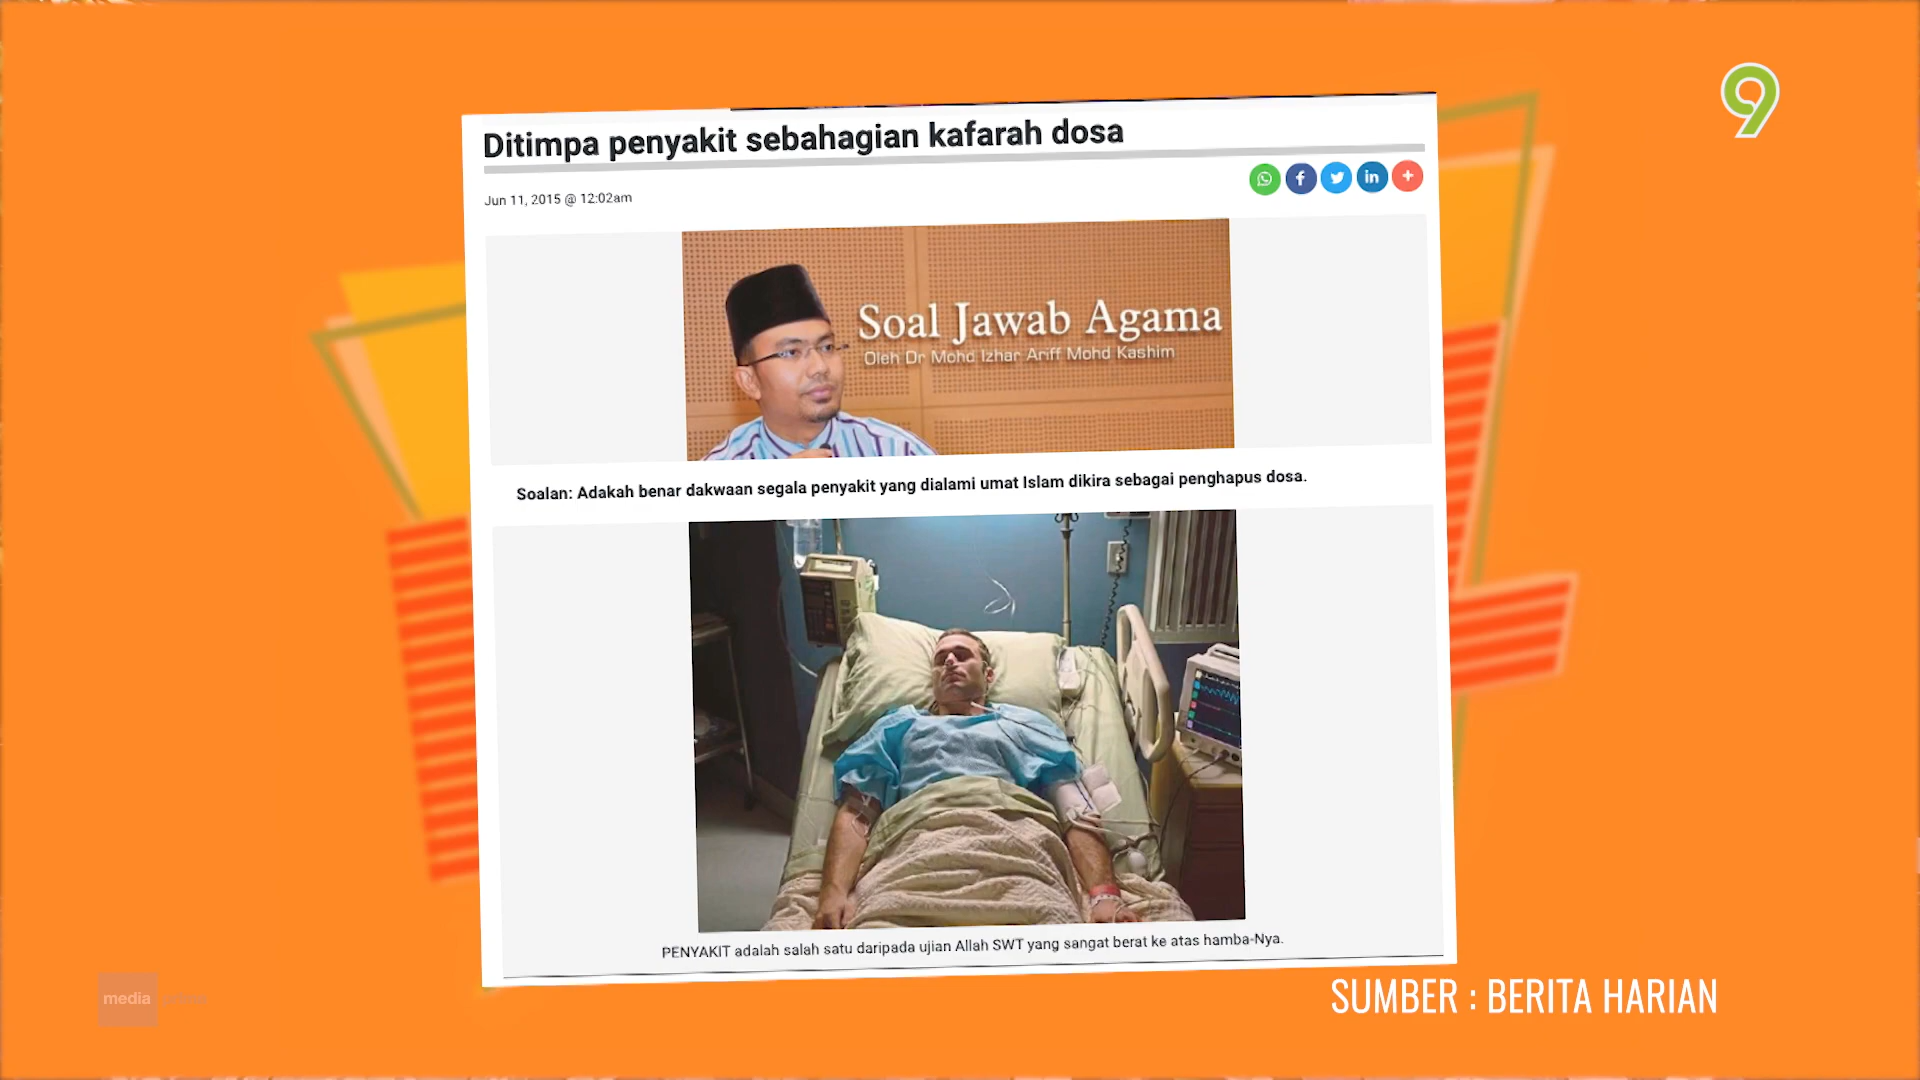 9
Ditimpa penyakit sebahagian kafarah dosa
Jun 11, 2015 @ 12:02am
Soal Jawab Agama
Oleh Dr Mohd Izhar Ariff Mohd Kashim
Soalan: Adakah benar dakwaan segala penyakit yang dialami umat Islam dikira sebagai penghapus dosa.
PENYAKIT adalah salah satu daripada ujian Allah SWT yang sangat berat ke atas hamba-Nya.
media
SUMBER : BERITA HARIAN